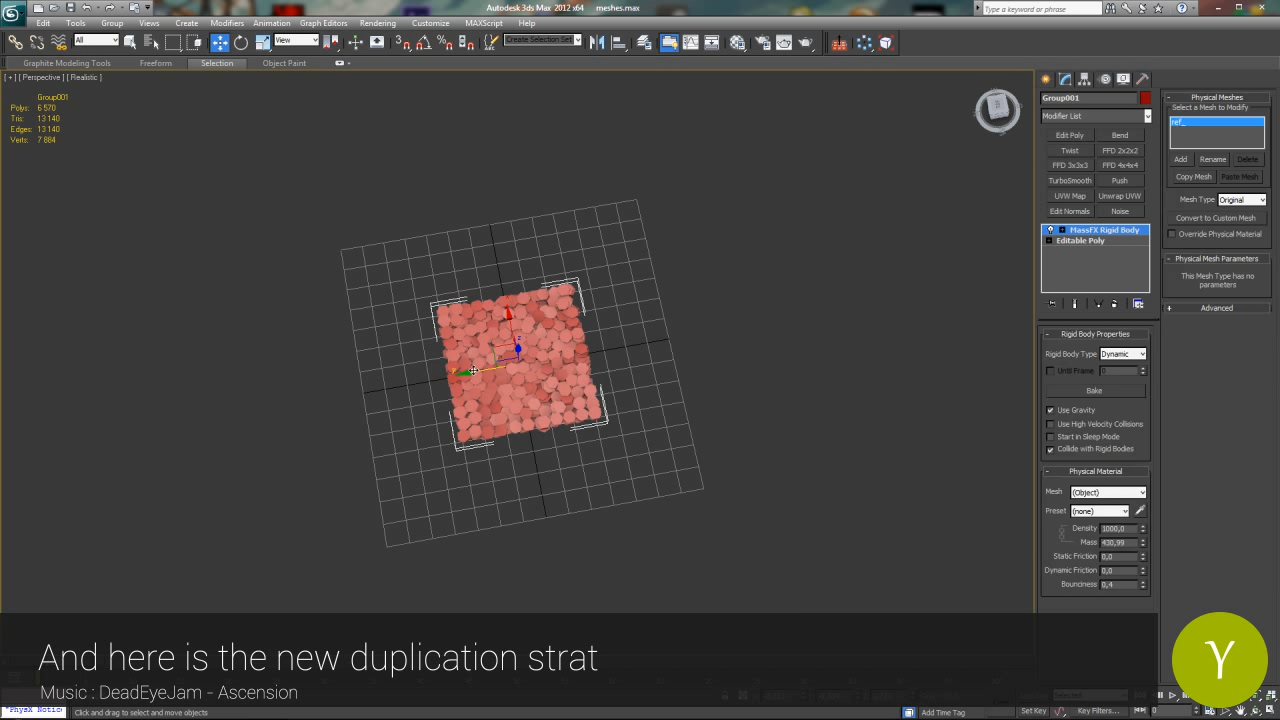 Autodesk 3ds Max 2012 x64 meshes.max
Type a keyword or phrase
Edit Tools Group Views Create Modifiers Animation Graph Editors Rendering Customize MAXScript Help
All View Create Selection Set
Graphite Modeling Tools Freeform Selection Object Paint
[ + ] [ Perspective ] [ Realistic ]
Group001
Polys: 6 570
Tris: 13 140
Edges: 13 140
Verts: 7 884
z
Group001
Modifier List
Edit Poly Bend
Twist FFD 2x2x2
FFD 3x3x3 FFD 4x4x4
TurboSmooth Push
UVW Map Unwrap UVW
Edit Normals Noise
MassFX Rigid Body
Editable Poly
Rigid Body Properties
Rigid Body Type Dynamic
Until Frame 0
Bake
Use Gravity
Use High Velocity Collisions
Start in Sleep Mode
Collide with Rigid Bodies
Physical Material
Mesh (Object)
Preset (none)
Density 1000,0
Mass 430,99
Static Friction 0,0
Dynamic Friction 0,0
Bounciness 0,4
Physical Meshes
Select a Mesh to Modify
ref_
Add Rename Delete
Copy Mesh Paste Mesh
Mesh Type Original
Convert to Custom Mesh
Override Physical Material
Physical Mesh Parameters
This Mesh Type has no
parameters
Advanced
And here is the new duplication strat
Music : DeadEyeJam - Ascension
Y
Selected
"PhysX Notic Click and drag to select and move objects Add Time Tag Set Key Key Filters... 0